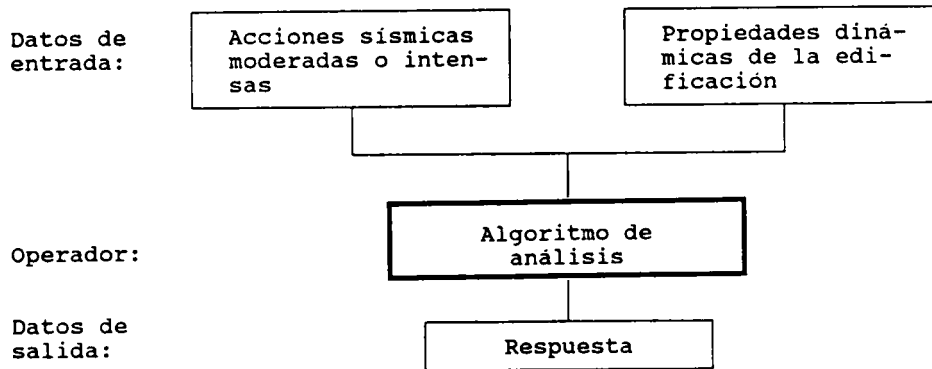 Datos de
entrada:
Acciones sísmicas
moderadas o inten-
sas
Propiedades diná-
micas de la edi-
ficación
Operador:
Algoritmo de
análisis
Datos de
salida:
Respuesta